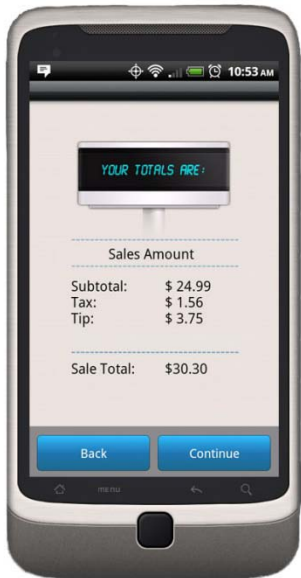 10:53 AM
YOUR TOTALS ARE:
Sales Amount
Subtotal: $ 24.99
Tax: $ 1.56
Tip: $ 3.75
Sale Total: $30.30
Back Continue
menu